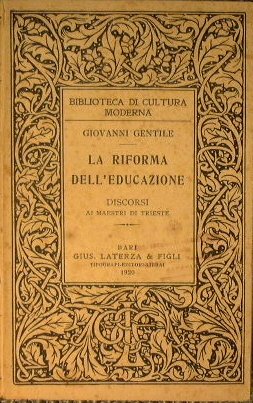 BIBLIOTECA DI CULTURA
MODERNA
GIOVANNI GENTILE
LA RIFORMA
DELL'EDUCAZIONE
DISCORSI
AI MAESTRI DI TRIESTE
BARI
GIUS. LATERZA & FIGLI
TIPOGRAFI-EDITORI-LIBRAI
1920